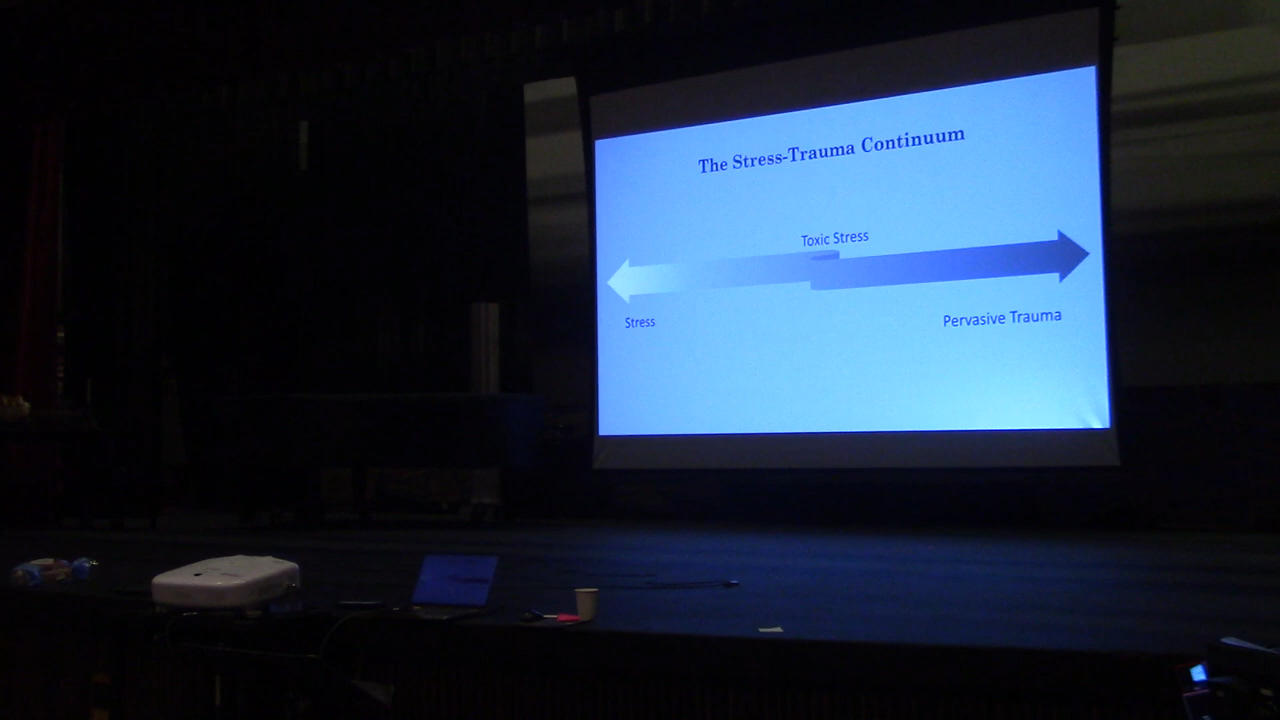 The Stress-Trauma Continuum
Toxic Stress
Stress
Pervasive Trauma